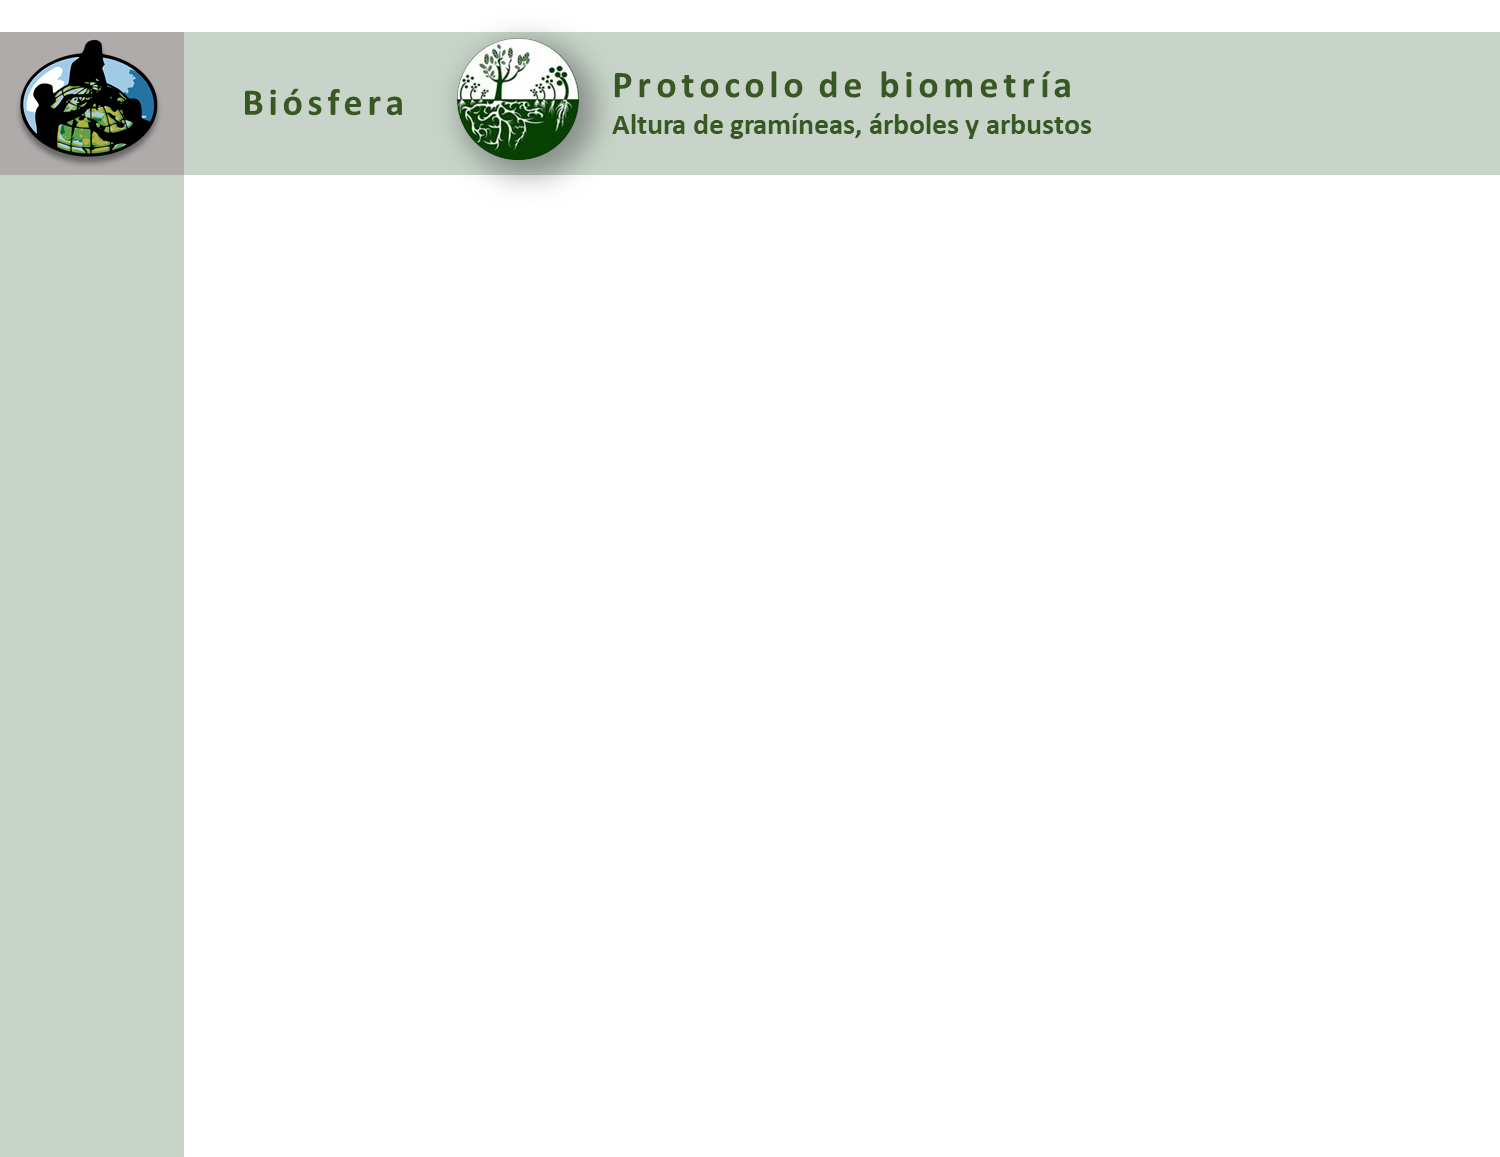 Biósfera
Protocolo de biometría
Altura de gramíneas, árboles y arbustos